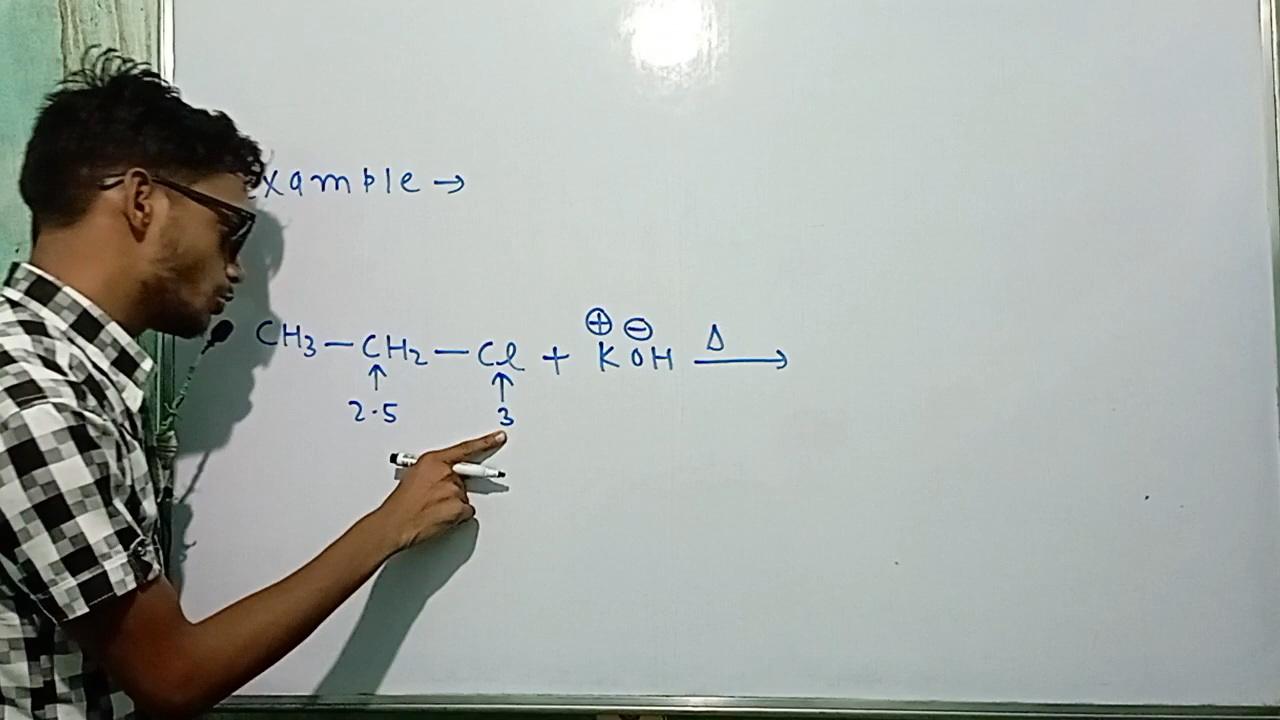 xample →
⊕ ⊖
CH3 — CH2 — Cl + KOH Δ→
↑ ↑
2.5 3